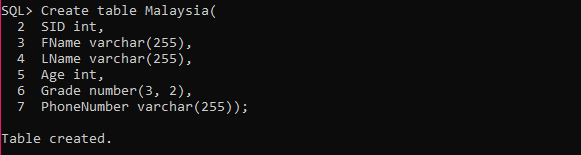 SQL> Create table Malaysia(
  2  SID int,
  3  FName varchar(255),
  4  LName varchar(255),
  5  Age int,
  6  Grade number(3, 2),
  7  PhoneNumber varchar(255));
Table created.